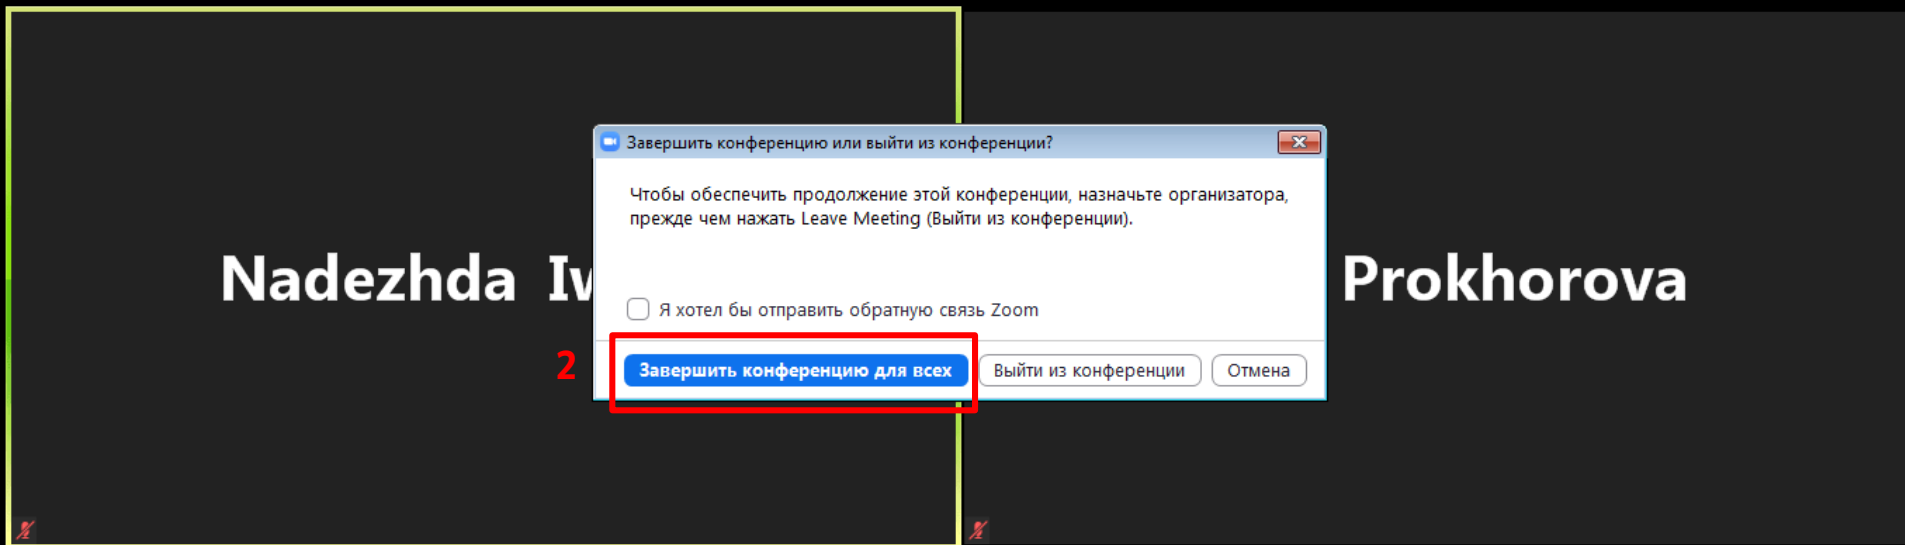 Завершить конференцию или выйти из конференции?
Чтобы обеспечить продолжение этой конференции, назначьте организатора,
прежде чем нажать Leave Meeting (Выйти из конференции).
Nadezhda
Prokhorova
Я хотел бы отправить обратную связь Zoom
2
Завершить конференцию для всех
Выйти из конференции
Отмена